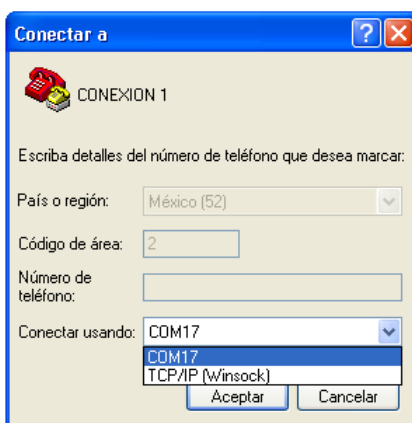 Conectar a
CONEXION 1
Escriba detalles del número de teléfono que desea marcar:
País o región: México (52)
Código de área: 2
Número de
teléfono:
Conectar usando: COM17
COM17
TCP/IP (Winsock)
Aceptar Cancelar